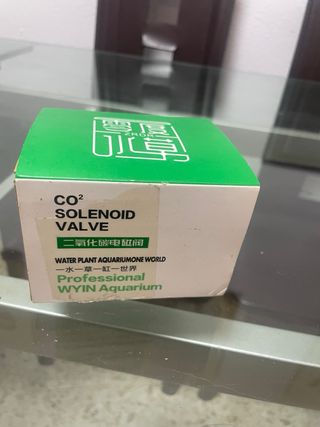 ZRDR
CO²
SOLENOID
VALVE
二氧化碳电磁阀
WATER PLANT AQUARIUMONE WORLD
一水一草一缸一世界
Professional
WYIN Aquarium